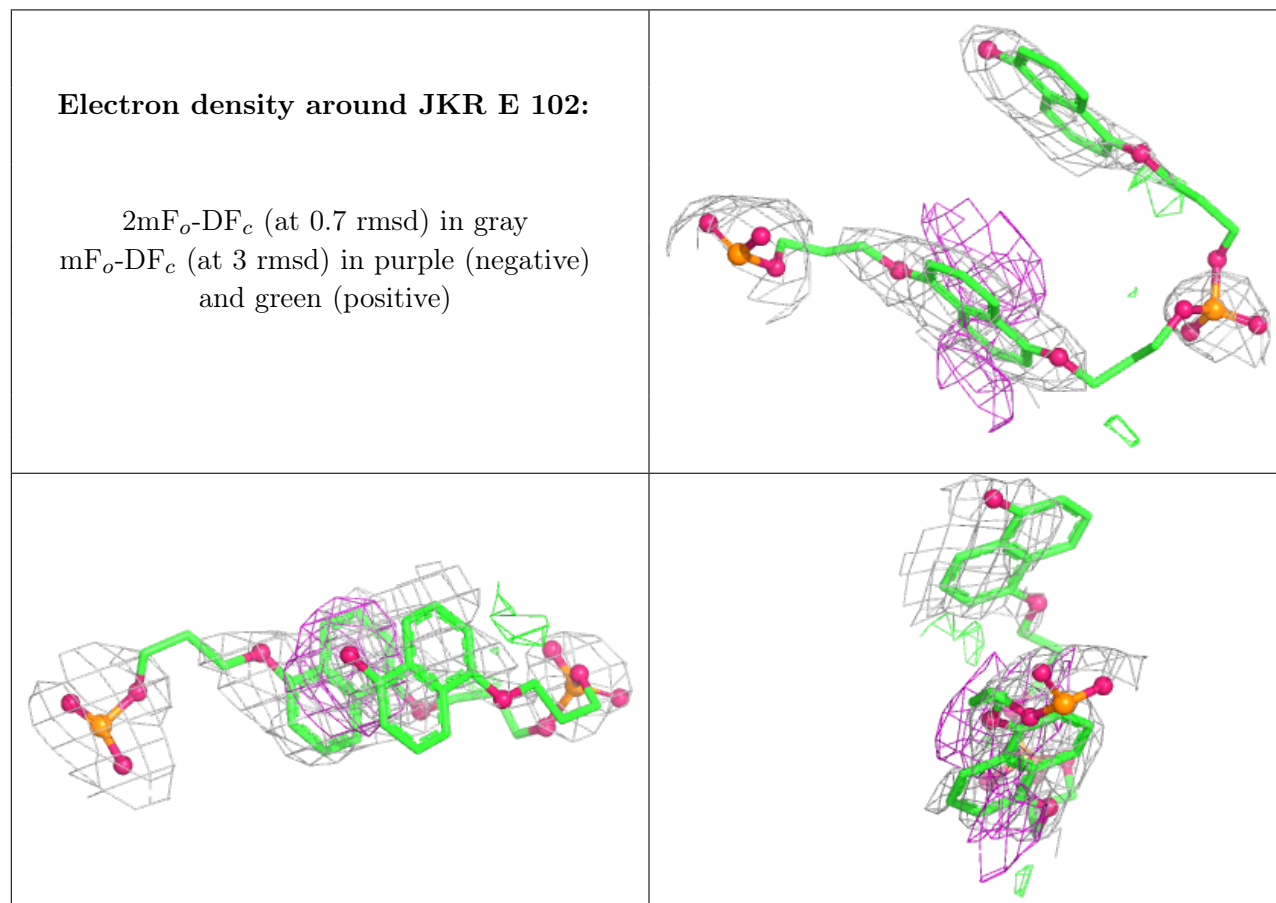 Electron density around JKR E 102:
2mFo-DFc (at 0.7 rmsd) in gray
mFo-DFc (at 3 rmsd) in purple (negative)
and green (positive)